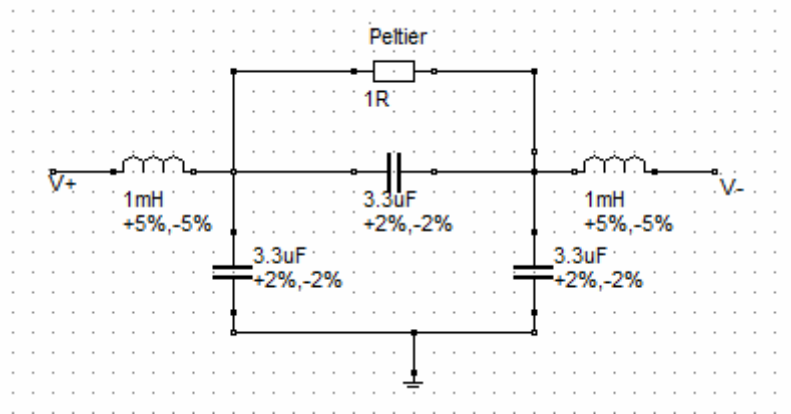 Peltier
1R
V+
1mH
+5%,-5%
3.3uF
+2%,-2%
1mH
+5%,-5%
V-
3.3uF
+2%,-2%
3.3uF
+2%,-2%